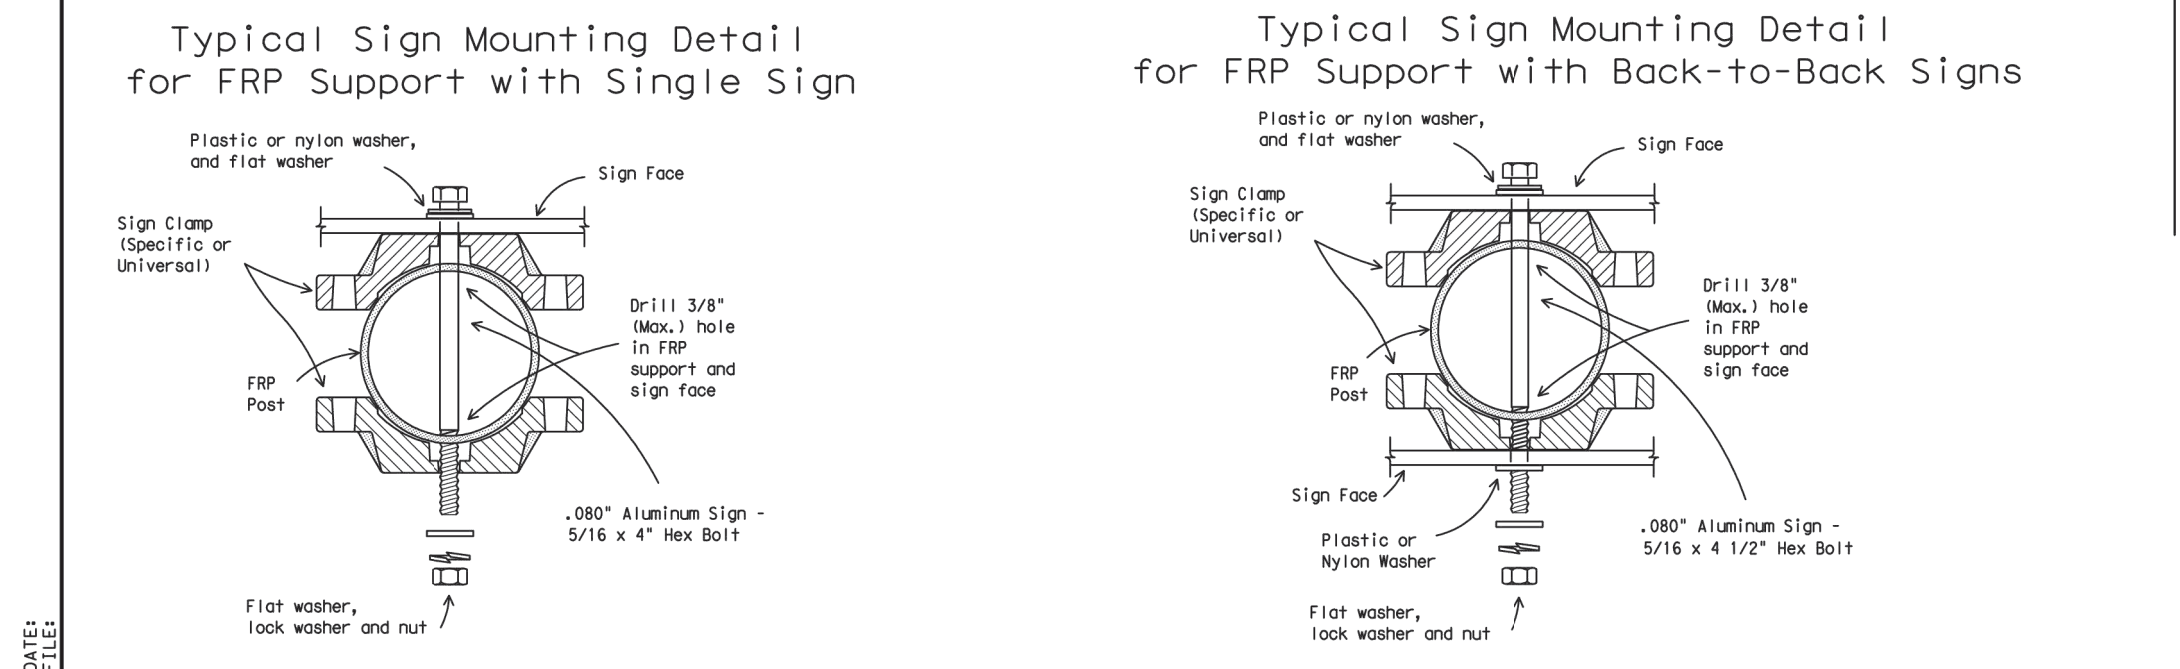 Typical Sign Mounting Detail
for FRP Support with Single Sign
Plastic or nylon washer,
and flat washer
Sign Face
Sign Clamp
(Specific or
Universal)
Drill 3/8"
(Max.) hole
in FRP
support and
sign face
FRP
Post
.080" Aluminum Sign -
5/16 x 4" Hex Bolt
Flat washer,
lock washer and nut
Typical Sign Mounting Detail
for FRP Support with Back-to-Back Signs
Plastic or nylon washer,
and flat washer
Sign Face
Sign Clamp
(Specific or
Universal)
Drill 3/8"
(Max.) hole
in FRP
support and
sign face
FRP
Post
Sign Face
Plastic or
Nylon Washer
.080" Aluminum Sign -
5/16 x 4 1/2" Hex Bolt
Flat washer,
lock washer and nut
DATE:
FILE: